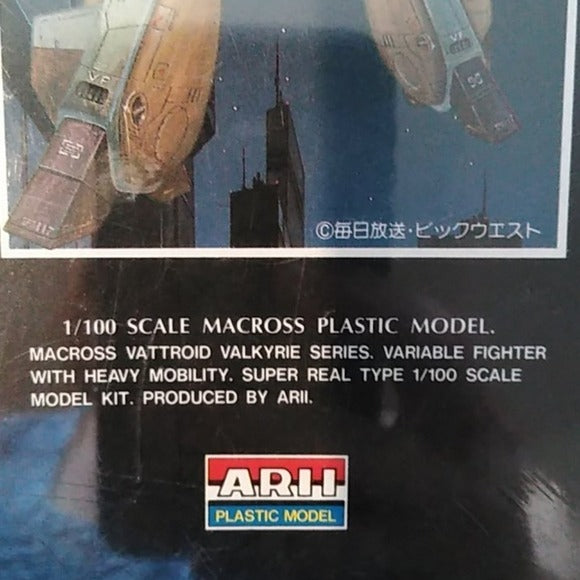 VF
©毎日放送・ビックウエスト
1/100 SCALE MACROSS PLASTIC MODEL.
MACROSS VATTROID VALKYRIE SERIES. VARIABLE FIGHTER
WITH HEAVY MOBILITY. SUPER REAL TYPE 1/100 SCALE
MODEL KIT. PRODUCED BY ARII.
ARII
PLASTIC MODEL